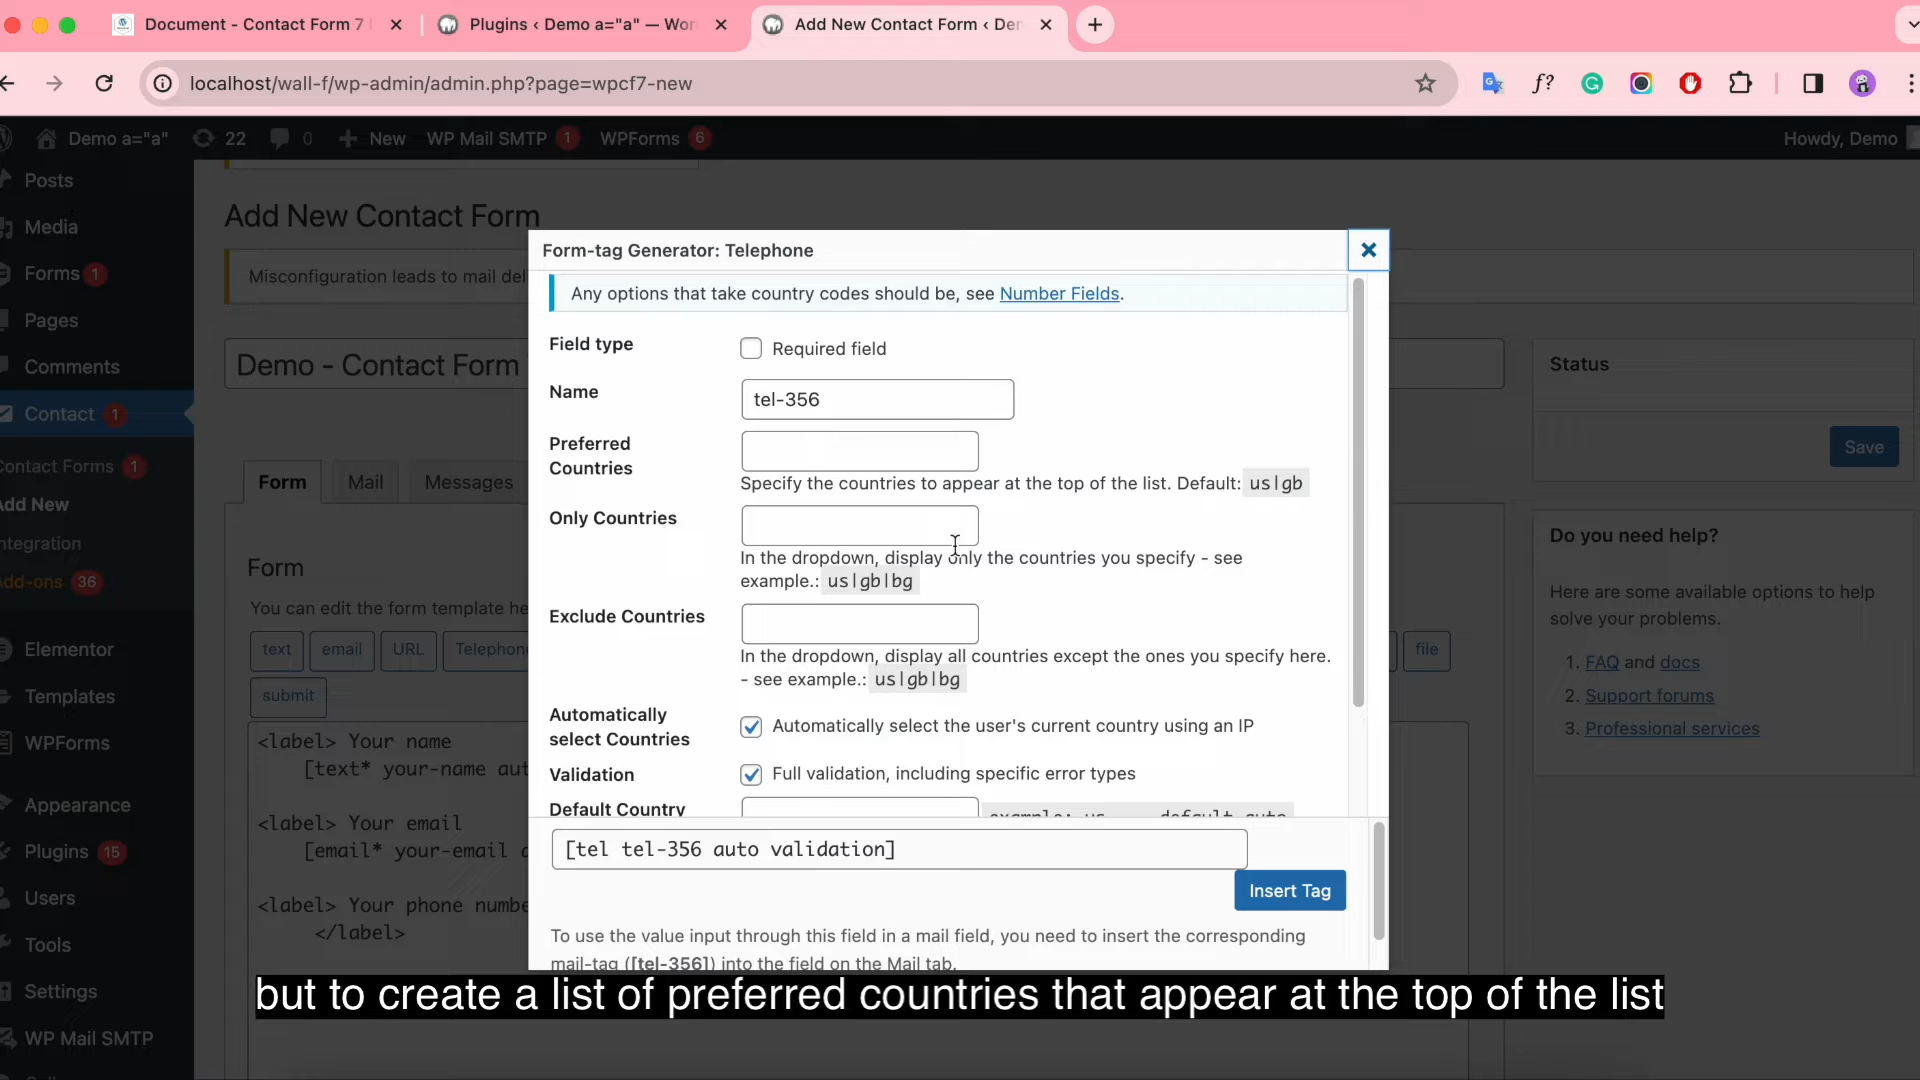 Document - Contact Form 7
Plugins ‹ Demo a="a" — Wor
Add New Contact Form ‹ Der
localhost/wall-f/wp-admin/admin.php?page=wpcf7-new
f?
Demo a="a"
22
0
New
WP Mail SMTP 1
WPForms 6
Howdy, Demo
Posts
Media
Forms 1
Pages
Comments
Contact 1
Contact Forms 1
Add New
Integration
Add-ons 36
Elementor
Templates
WPForms
Appearance
Plugins 15
Users
Tools
Settings
WP Mail SMTP
Add New Contact Form
Misconfiguration leads to mail del
Demo - Contact Form
Form
Mail
Messages
Form
You can edit the form template he
text
email
URL
Telephone
file
submit
<label> Your name
[text* your-name aut
<label> Your email
[email* your-email a
<label> Your phone numbe
</label>
Form-tag Generator: Telephone
Any options that take country codes should be, see Number Fields.
Field type
Required field
Name
tel-356
Preferred
Countries
Specify the countries to appear at the top of the list. Default: us|gb
Only Countries
In the dropdown, display only the countries you specify - see
example.: us|gb|bg
Exclude Countries
In the dropdown, display all countries except the ones you specify here.
- see example.: us|gb|bg
Automatically
select Countries
Automatically select the user's current country using an IP
Validation
Full validation, including specific error types
Default Country
[tel tel-356 auto validation]
Insert Tag
To use the value input through this field in a mail field, you need to insert the corresponding
mail-tag ([tel-356]) into the field on the Mail tab.
Status
Save
Do you need help?
Here are some available options to help
solve your problems.
1. FAQ and docs
2. Support forums
3. Professional services
but to create a list of preferred countries that appear at the top of the list